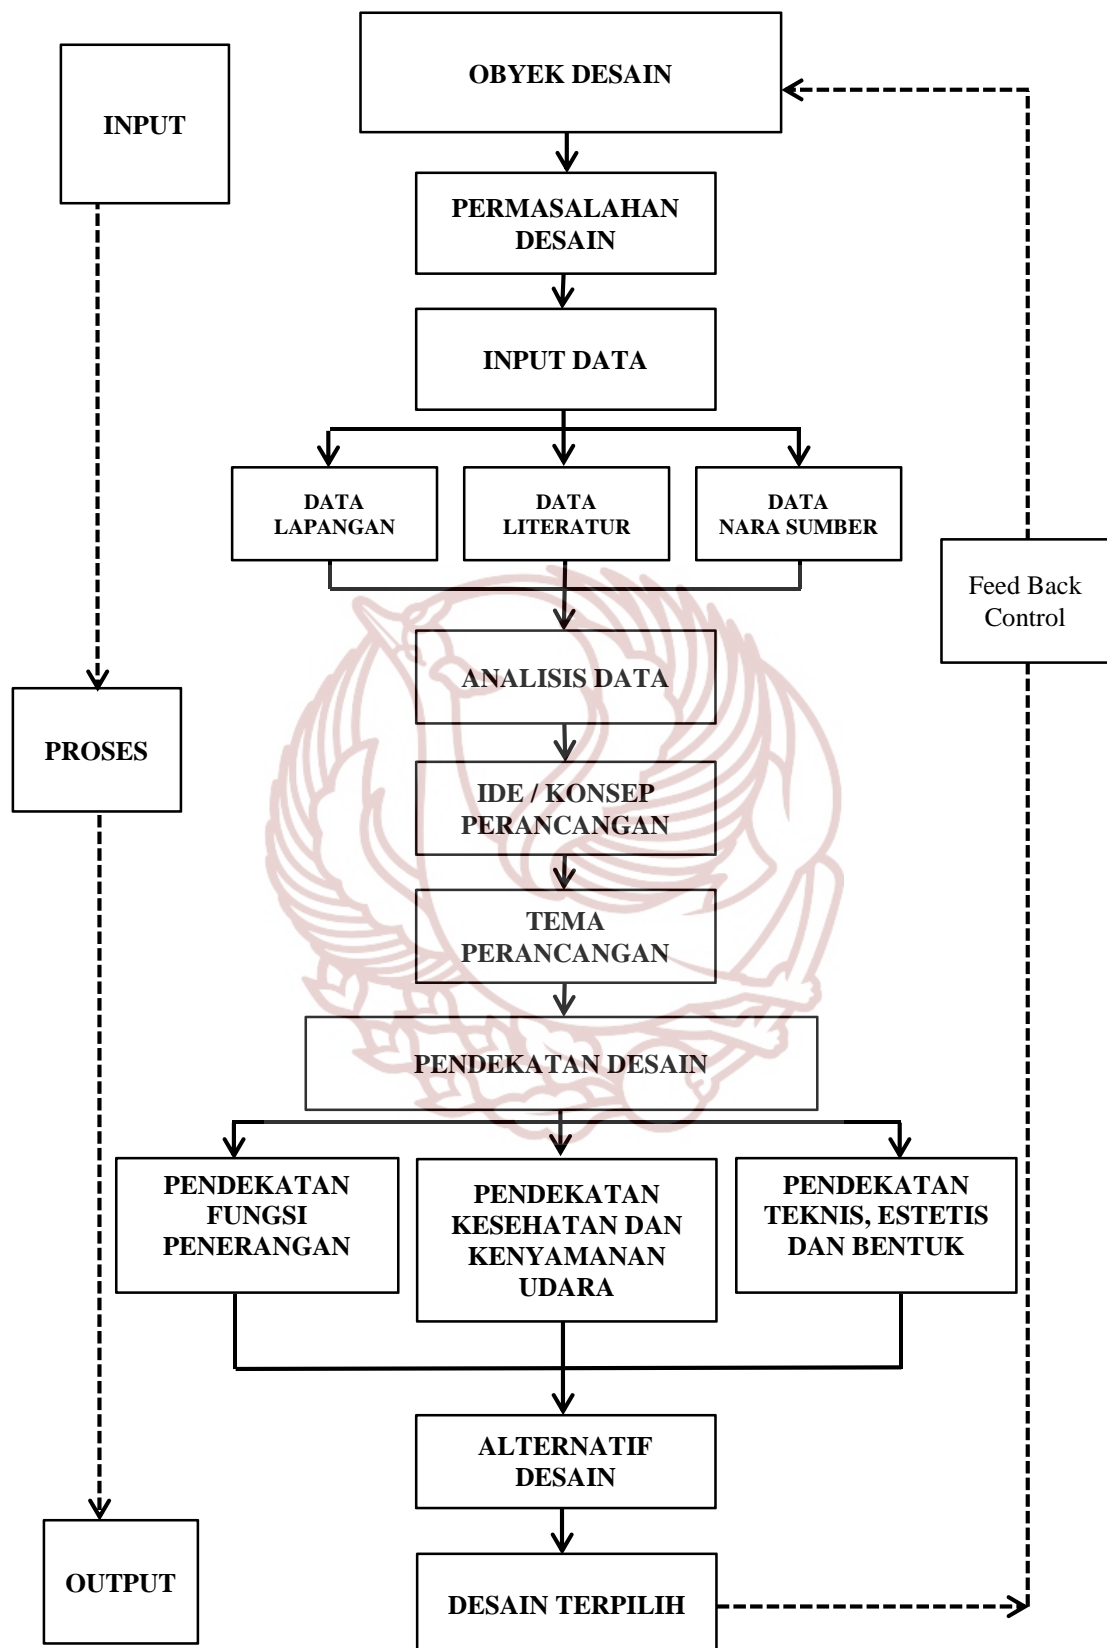 OBYEK DESAIN
INPUT
PERMASALAHAN
DESAIN
INPUT DATA
DATA
LAPANGAN
DATA
LITERATUR
DATA
NARA SUMBER
Feed Back
Control
ANALISIS DATA
PROSES
IDE / KONSEP
PERANCANGAN
TEMA
PERANCANGAN
PENDEKATAN DESAIN
PENDEKATAN
FUNGSI
PENERANGAN
PENDEKATAN
KESEHATAN DAN
KENYAMANAN
UDARA
PENDEKATAN
TEKNIS, ESTETIS
DAN BENTUK
ALTERNATIF
DESAIN
OUTPUT
DESAIN TERPILIH